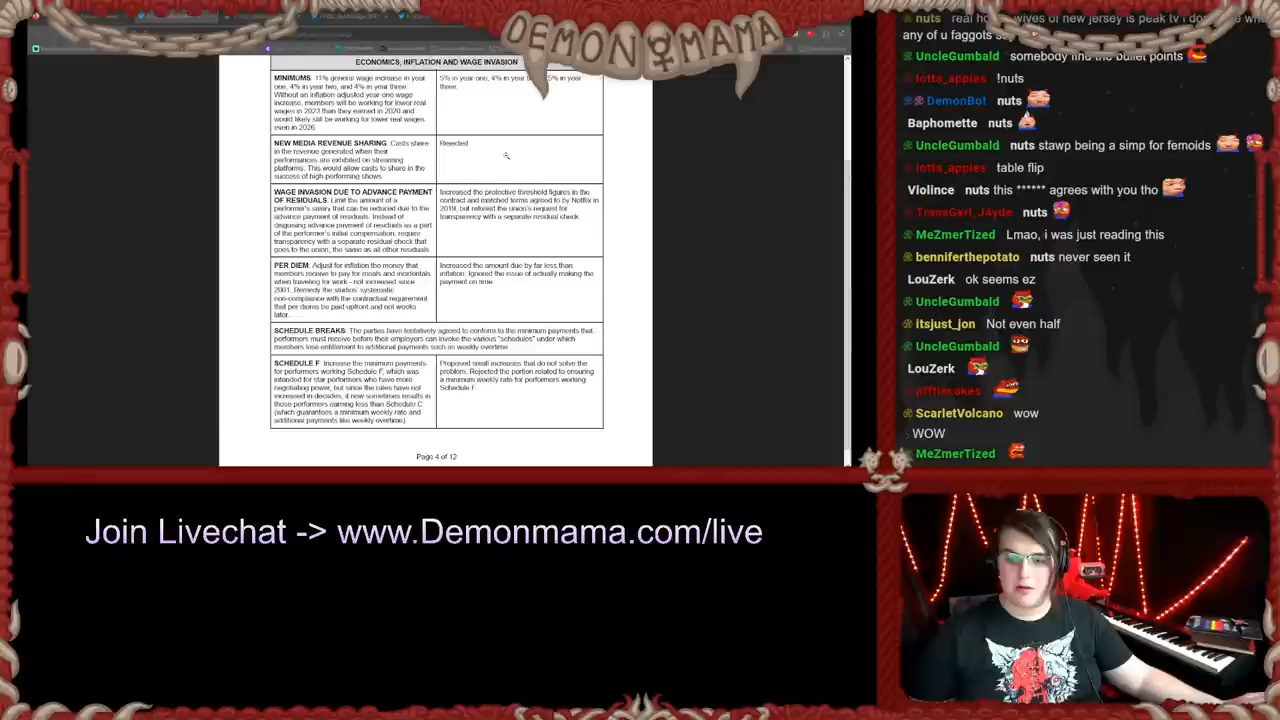 DEMON MAMA
ECONOMICS, INFLATION AND WAGE INVASION
MINIMUMS. 11% general wage increase in year
one, 4% in year two, and 4% in year three.
Without an inflation adjusted year one wage
increase, members will be working for lower real
wages in 2023 than they earned in 2020 and
would likely still be working for lower real wages
even in 2026.
5% in year one, 4% in year 5% in year
three.
NEW MEDIA REVENUE SHARING. Casts share
in the revenue generated when their
performances are exhibited on streaming
platforms. This would allow casts to share in the
success of high performing shows
Rejected
WAGE INVASION DUE TO ADVANCE PAYMENT
OF RESIDUALS. Limit the amount of a
performer's salary that can be reduced due to the
advance payment of residuals. Instead of
disguising advance payment of residuals as a part
of the performer's initial compensation, require
transparency with a separate residual check that
goes to the union, the same as all other residuals
Increased the protective threshold figures in the
contract and matched terms agreed to by Netflix in
2019, but refused the union's request for
transparency with a separate residual check.
PER DIEM. Adjust for inflation the money that
members receive to pay for meals and incidentals
when traveling for work - not increased since
2001. Remedy the studios' systematic
non-compliance with the contractual requirement
that per diems be paid upfront and not weeks
later.
Increased the amount due by far less than
inflation. Ignored the issue of actually making the
payment on time
SCHEDULE BREAKS. The parties have tentatively agreed to conform to the minimum payments that
performers must receive before their employers can invoke the various "schedules" under which
members lose entitlement to additional payments such as weekly overtime
SCHEDULE F. Increase the minimum payments
for performers working Schedule F, which was
intended for star performers who have more
negotiating power, but since the rates have not
increased in decades, it now sometimes results in
those performers earning less than Schedule C
(which guarantees a minimum weekly rate and
additional payments like weekly overtime).
Proposed small increases that do not solve the
problem. Rejected the portion related to ensuring
a minimum weekly rate for performers working
Schedule F.
Page 4 of 12
nuts real ho wives of new jersey is peak tv i do
any of u faggots s
UncleGumbald somebody find me the bullet points
lotta_apples !nuts
DemonBot nuts
Baphomette nuts
nuts stawp being a simp for femoids
lotta_apples table flip
Violince nuts this ****** agrees with you tho
TransGxrl_J4yde nuts
MeZmerTized Lmao, i was just reading this
benniferthepotato nuts never seen it
LouZerk ok seems ez
UncleGumbald
Itsjust_jon Not even half
UncleGumbald
LouZerk
piffliecakes
ScarletVolcano wow
WOW
MeZmerTized
Join Livechat -> www.Demonmama.com/live